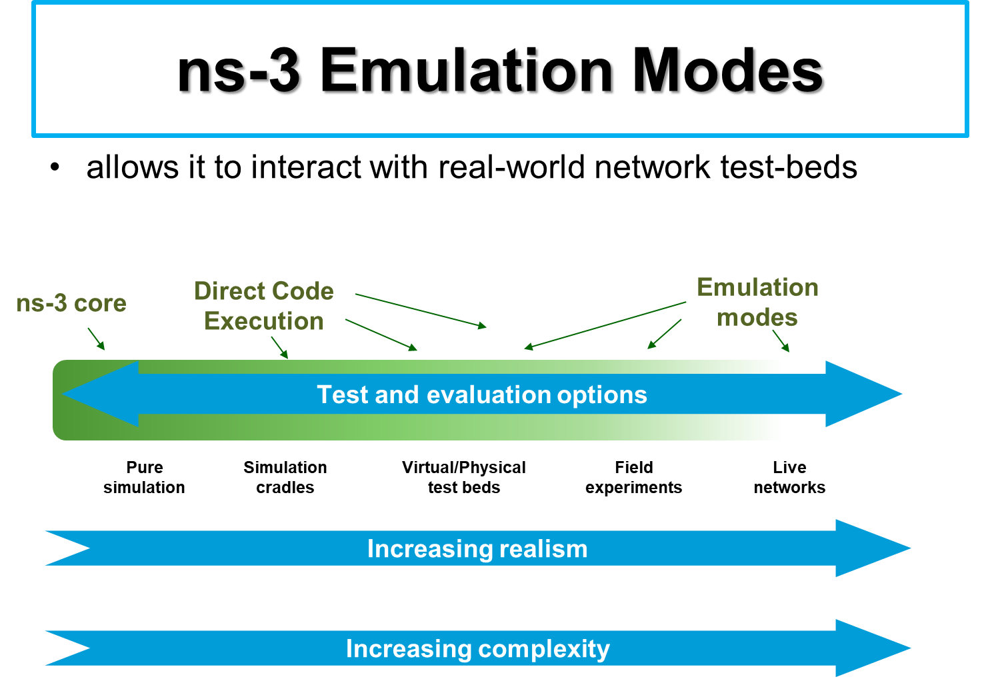 ns-3 Emulation Modes
• allows it to interact with real-world network test-beds
ns-3 core
Direct Code
Execution
Emulation
modes
Test and evaluation options
Pure
simulation
Simulation
cradles
Virtual/Physical
test beds
Field
experiments
Live
networks
Increasing realism
Increasing complexity